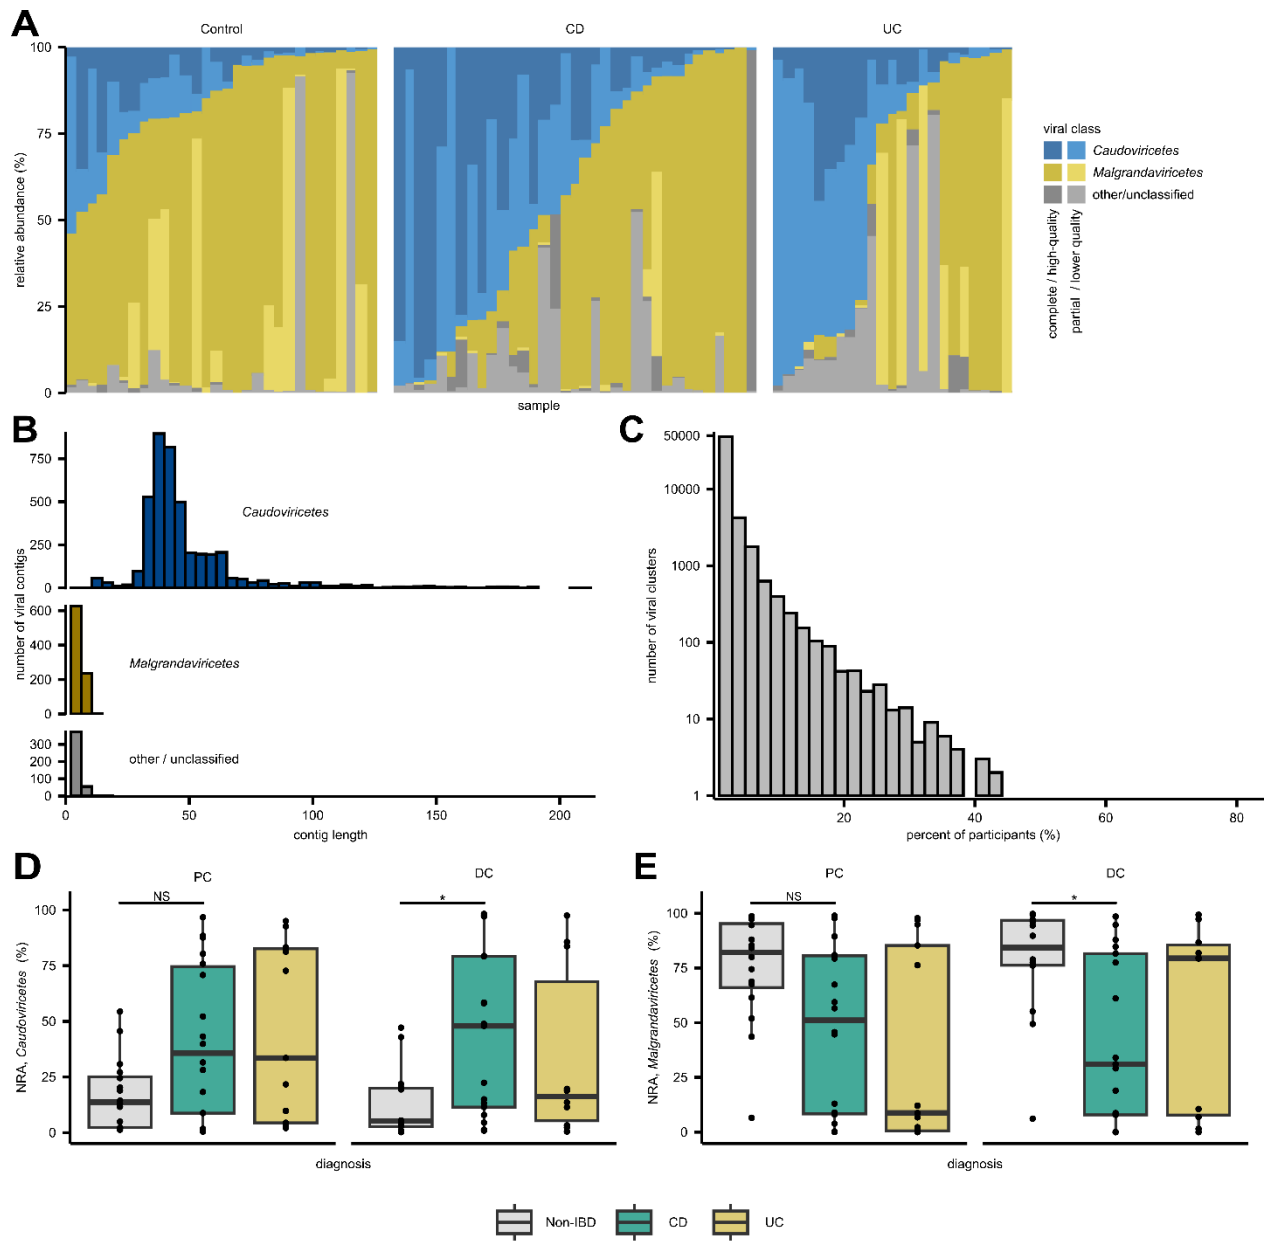 A
Control
CD
UC
100
75
50
25
0
relative abundance (%)
sample
viral class
Caudoviricetes
Malgrandaviricetes
other/unclassified
complete / high-quality
partial / lower quality
B
750
500
250
0
Caudoviricetes
600
400
200
0
Malgrandaviricetes
300
200
100
0
other / unclassified
number of viral contigs
0
50
100
150
200
contig length
C
50000
10000
1000
100
10
1
number of viral clusters
20
40
60
80
percent of participants (%)
D
PC
DC
NS
*
100
75
50
25
0
NRA, Caudoviricetes (%)
diagnosis
E
PC
DC
NS
*
100
75
50
25
0
NRA, Malgrandaviricetes (%)
diagnosis
Non-IBD
CD
UC